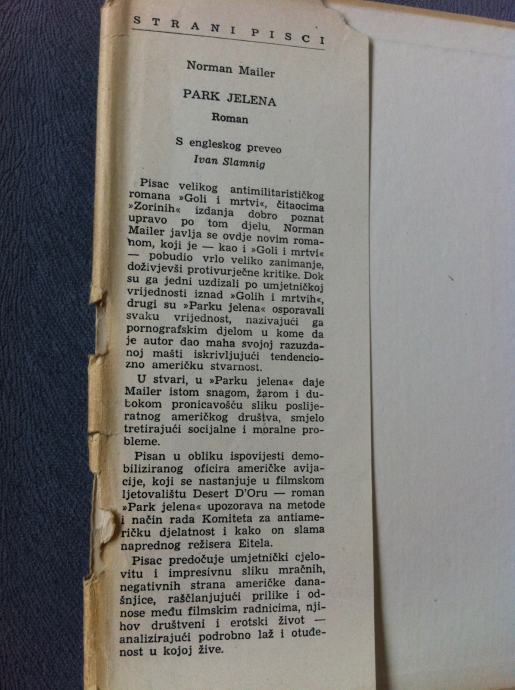 STRANI PISCI
Norman Mailer
PARK JELENA
Roman
S engleskog preveo
Ivan Slamnig
Pisac velikog antimilitarističkog
romana »Goli i mrtvi«, čitaocima
»Zorinih« izdanja dobro poznat
upravo po tom djelu, Norman
Mailer javlja se ovdje novim roma-
nom, koji je — kao i »Goli i mrtvi«
— pobudio vrlo veliko zanimanje,
doživjevši protivurječne kritike. Dok
su ga jedni uzdizali po umjetničkoj
vrijednosti iznad »Golih i mrtvih«,
drugi su »Parku jelena« osporavali
svaku vrijednost, nazivajući ga
pornografskim djelom u kome da
je autor dao maha svojoj razuzda-
noj mašti iskrivljujući tendencio-
zno američku stvarnost.
U stvari, u »Parku jelena« daje
Mailer istom snagom, žarom i du-
bokom pronicavošću sliku poslije-
ratnog američkog društva, smjelo
tretirajući socijalne i moralne pro-
bleme.
Pisan u obliku ispovijesti demo-
biliziranog oficira američke avija-
cije, koji se nastanjuje u filmskom
ljetovalištu Desert D'Oru — roman
»Park jelena« upozorava na metode
i način rada Komiteta za antiame-
ričku djelatnost i kako on slama
naprednog režisera Eitela.
Pisac predočuje umjetnički cjelo-
vitu i impresivnu sliku mračnih,
negativnih strana američke dana-
šnjice, raščlanjujući prilike i od-
nose među filmskim radnicima, nji-
hov društveni i erotski život —
analizirajući podrobno laž i otuđe-
nost u kojoj žive.